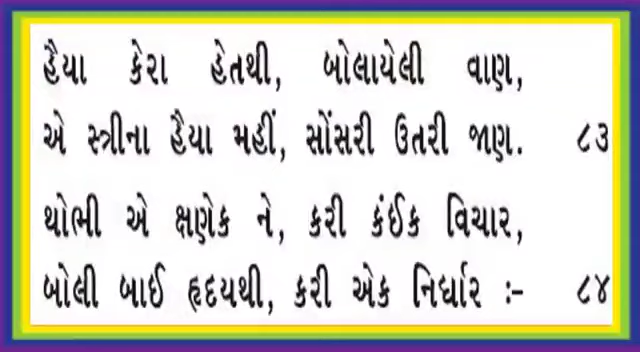 હૈયા કેરા હેતથી, બોલાયેલી વાણ,
એ સ્ત્રીના હૈયા મહીં, સોંસરી ઉતરી જાણ. ૮૩
થોભી એ ક્ષણેક ને, કરી કંઈક વિચાર,
બોલી બાઈ હૃદયથી, કરી એક નિર્ધાર :- ૮૪